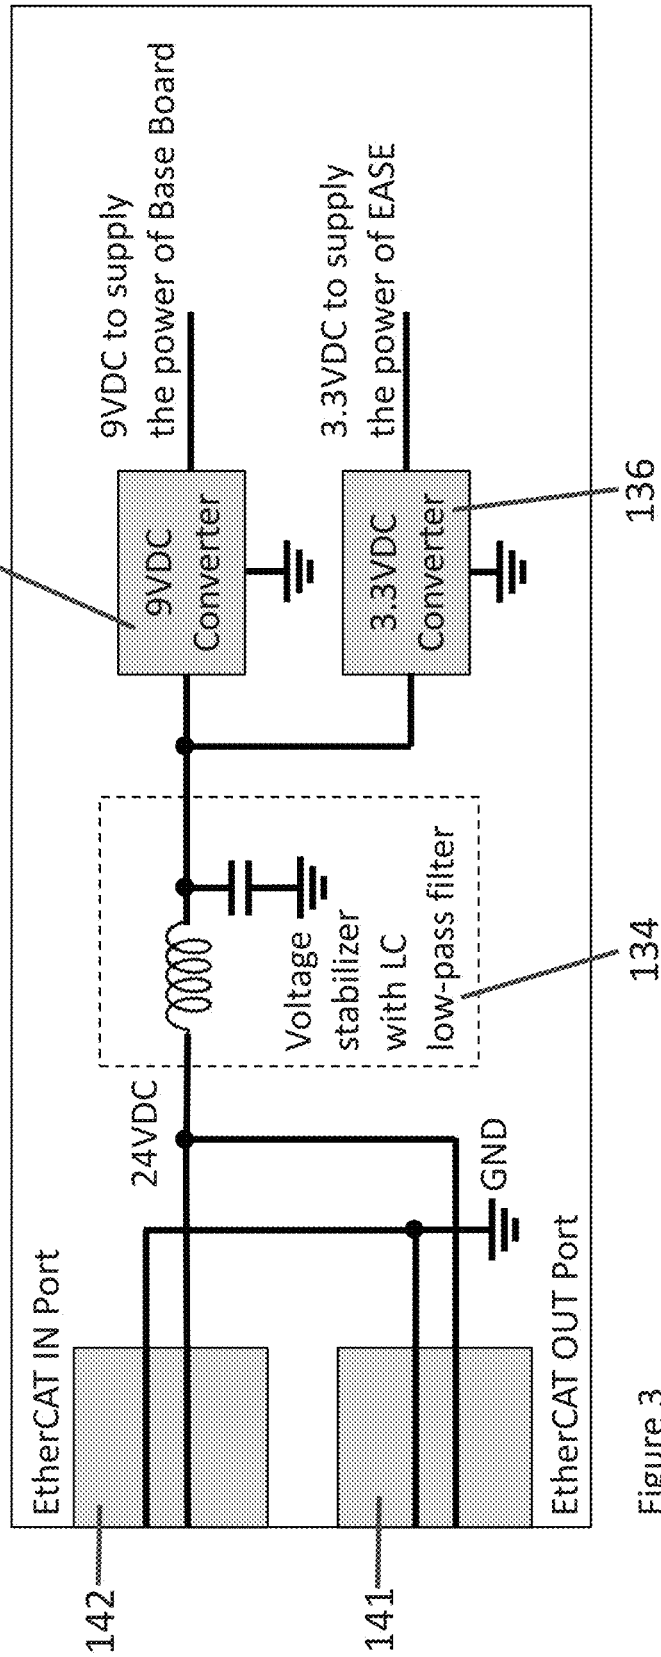 EtherCAT IN Port
142
24VDC
9VDC
Converter
9VDC to supply
the power of Base Board
Voltage
stabilizer
with LC
low-pass filter
134
3.3VDC
Converter
136
3.3VDC to supply
the power of EASE
GND
141
EtherCAT OUT Port
Figure 3